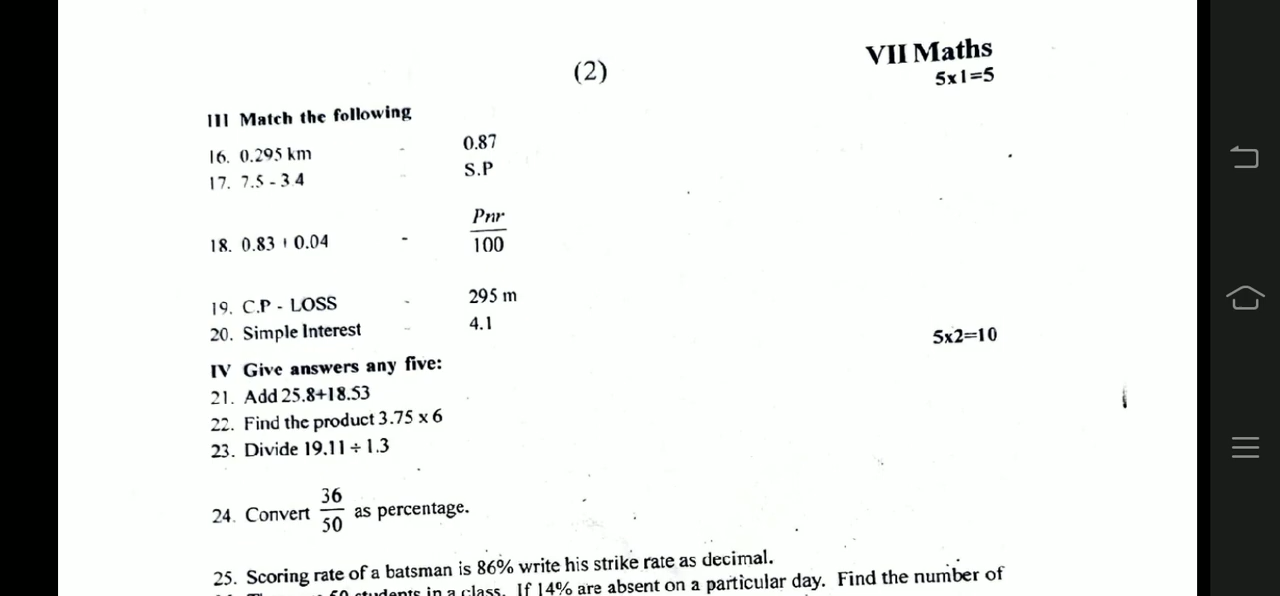 VII Maths
(2)
5x1=5
III Match the following
16. 0.295 km - 0.87
17. 7.5 - 3.4 - S.P
18. 0.83 + 0.04 - Pnr
100
19. C.P - LOSS - 295 m
20. Simple Interest - 4.1
5x2=10
IV Give answers any five:
21. Add 25.8+18.53
22. Find the product 3.75 x 6
23. Divide 19.11 ÷ 1.3
24. Convert 36/50 as percentage.
25. Scoring rate of a batsman is 86% write his strike rate as decimal.
50 students in a class. If 14% are absent on a particular day. Find the number of